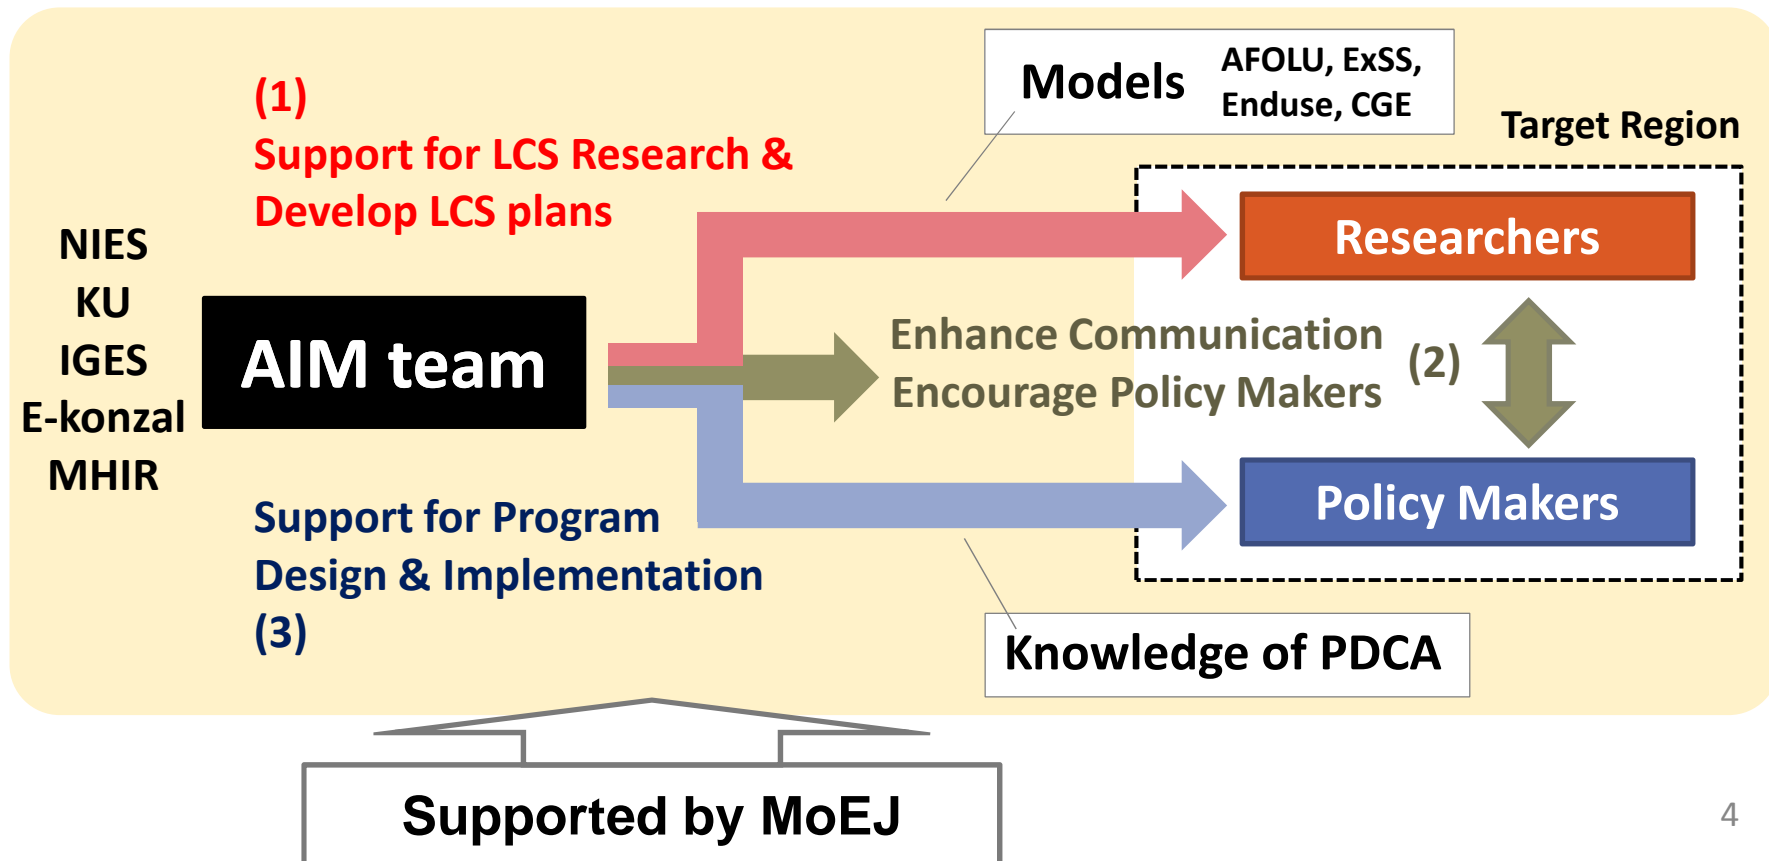 (1)
Support for LCS Research &
Develop LCS plans
Models
AFOLU, ExSS,
Enduse, CGE
Target Region
NIES
KU
IGES
E-konzal
MHIR
AIM team
Researchers
Enhance Communication
Encourage Policy Makers
(2)
Policy Makers
Support for Program
Design & Implementation
(3)
Knowledge of PDCA
Supported by MoEJ
4